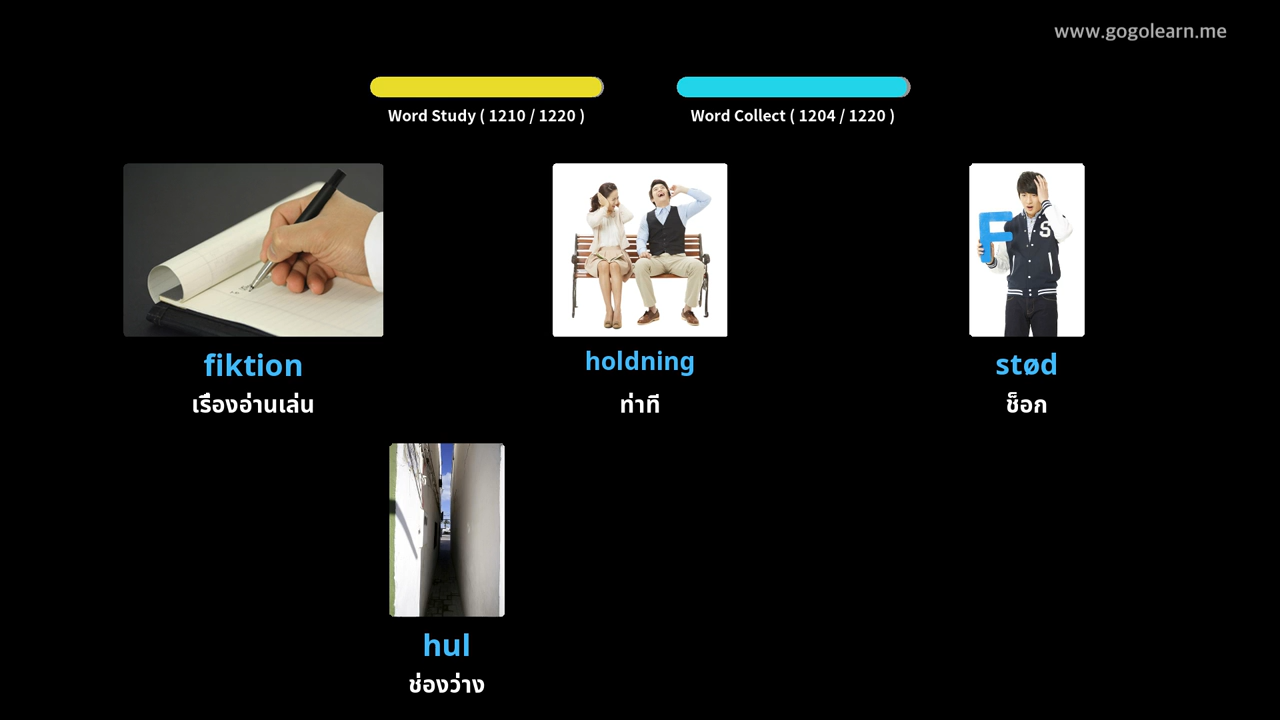 www.gogolearn.me
Word Study ( 1210 / 1220 )
Word Collect ( 1204 / 1220 )
fiktion
เรื่องอ่านเล่น
holdning
ท่าที
stød
ช็อก
F
S
hul
ช่องว่าง